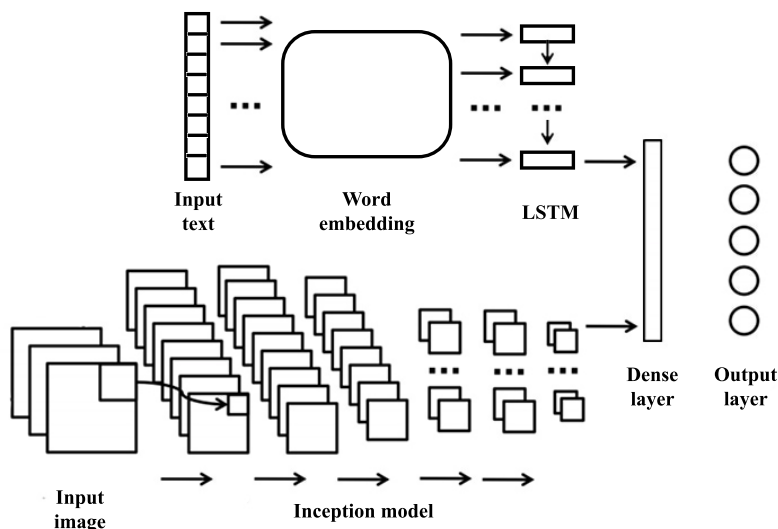 Input
text
Word
embedding
LSTM
Dense
layer
Output
layer
Input
image
Inception model